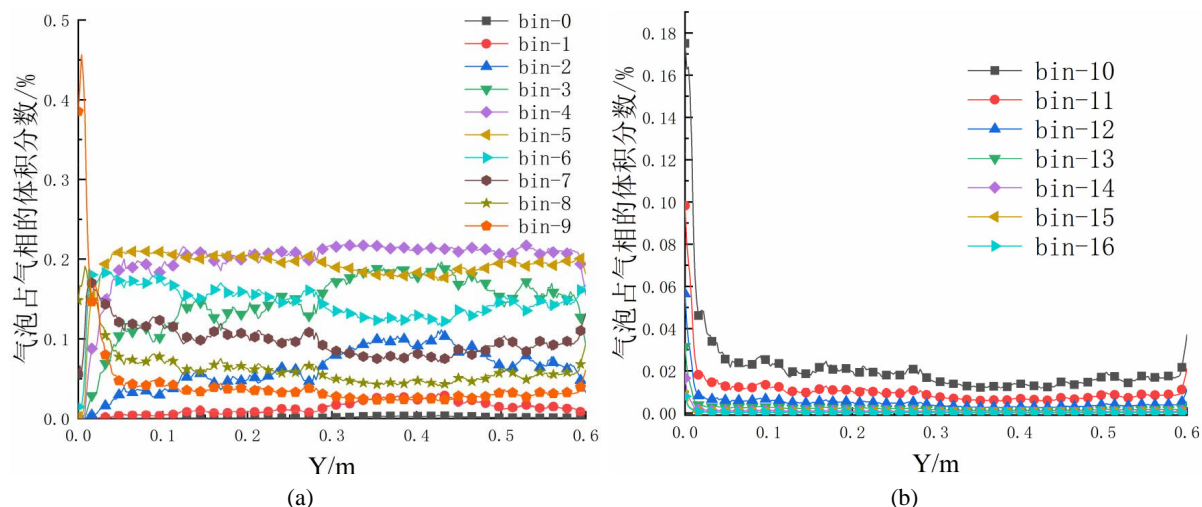 0.5
0.4
0.3
0.2
0.1
0.0
气泡占气相的体积分数/%
bin-0
bin-1
bin-2
bin-3
bin-4
bin-5
bin-6
bin-7
bin-8
bin-9
0.0 0.1 0.2 0.3 0.4 0.5 0.6
Y/m
(a)
0.18
0.16
0.14
0.12
0.10
0.08
0.06
0.04
0.02
0.00
气泡占气相的体积分数/%
bin-10
bin-11
bin-12
bin-13
bin-14
bin-15
bin-16
0.0 0.1 0.2 0.3 0.4 0.5 0.6
Y/m
(b)